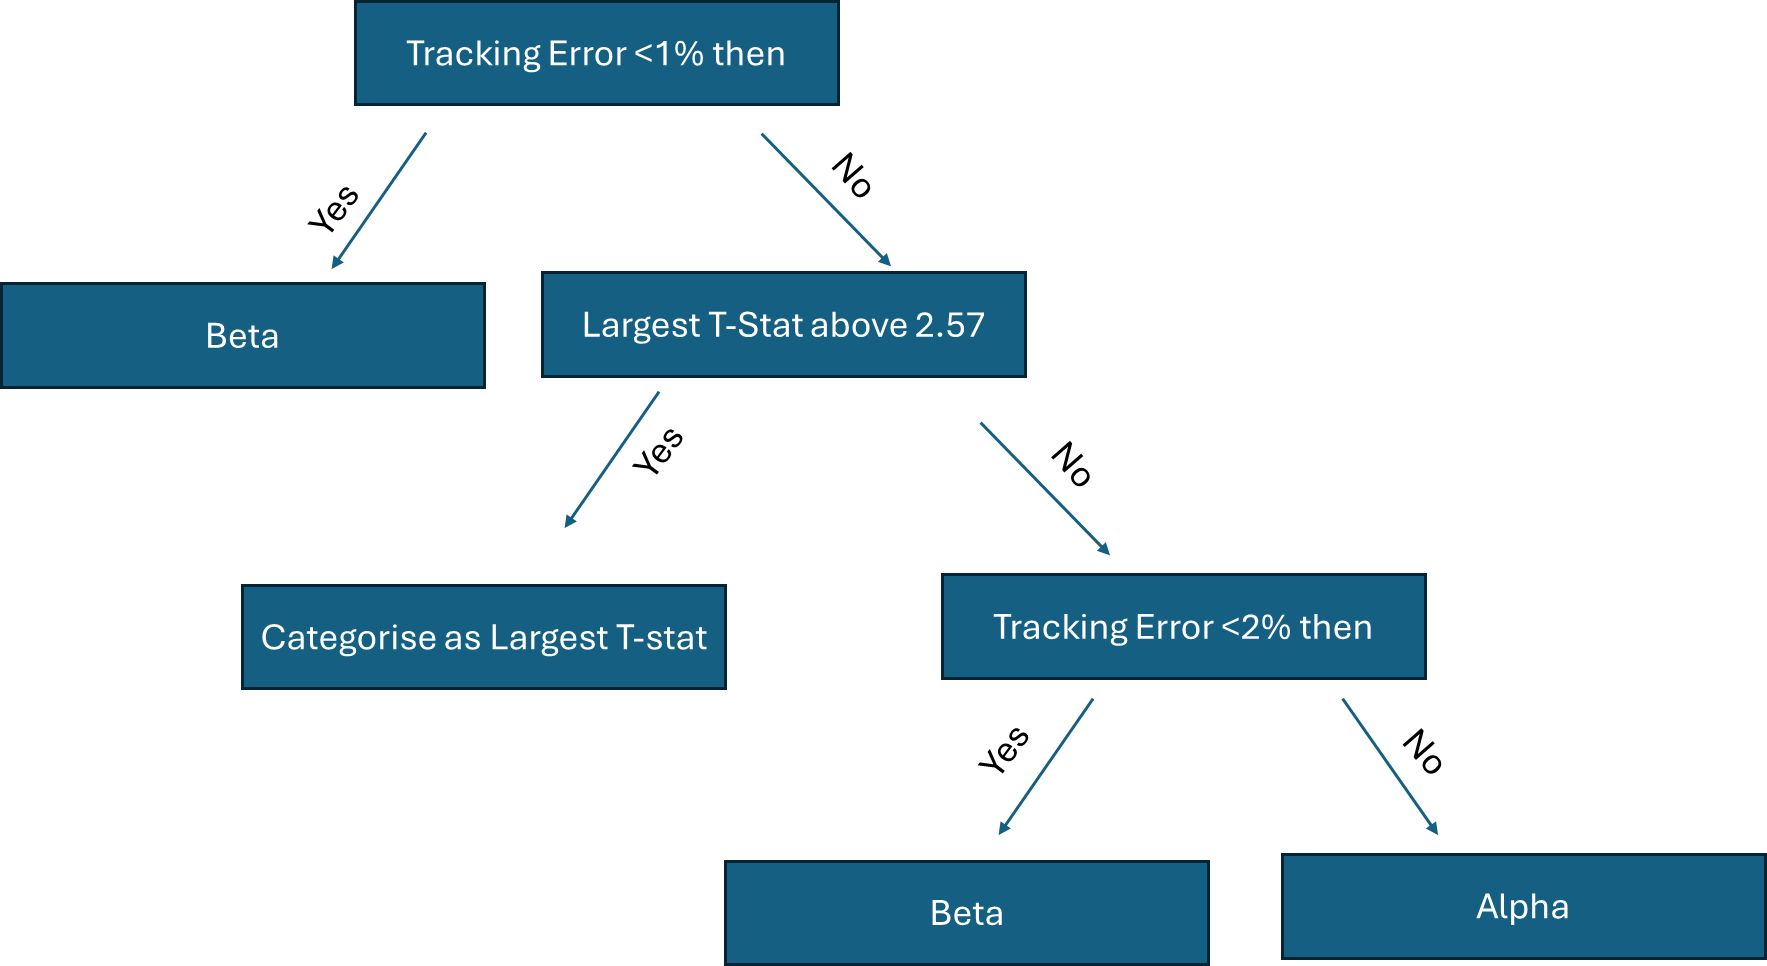 Tracking Error <1% then
Yes
No
Beta
Largest T-Stat above 2.57
Yes
No
Categorise as Largest T-stat
Tracking Error <2% then
Yes
No
Beta
Alpha